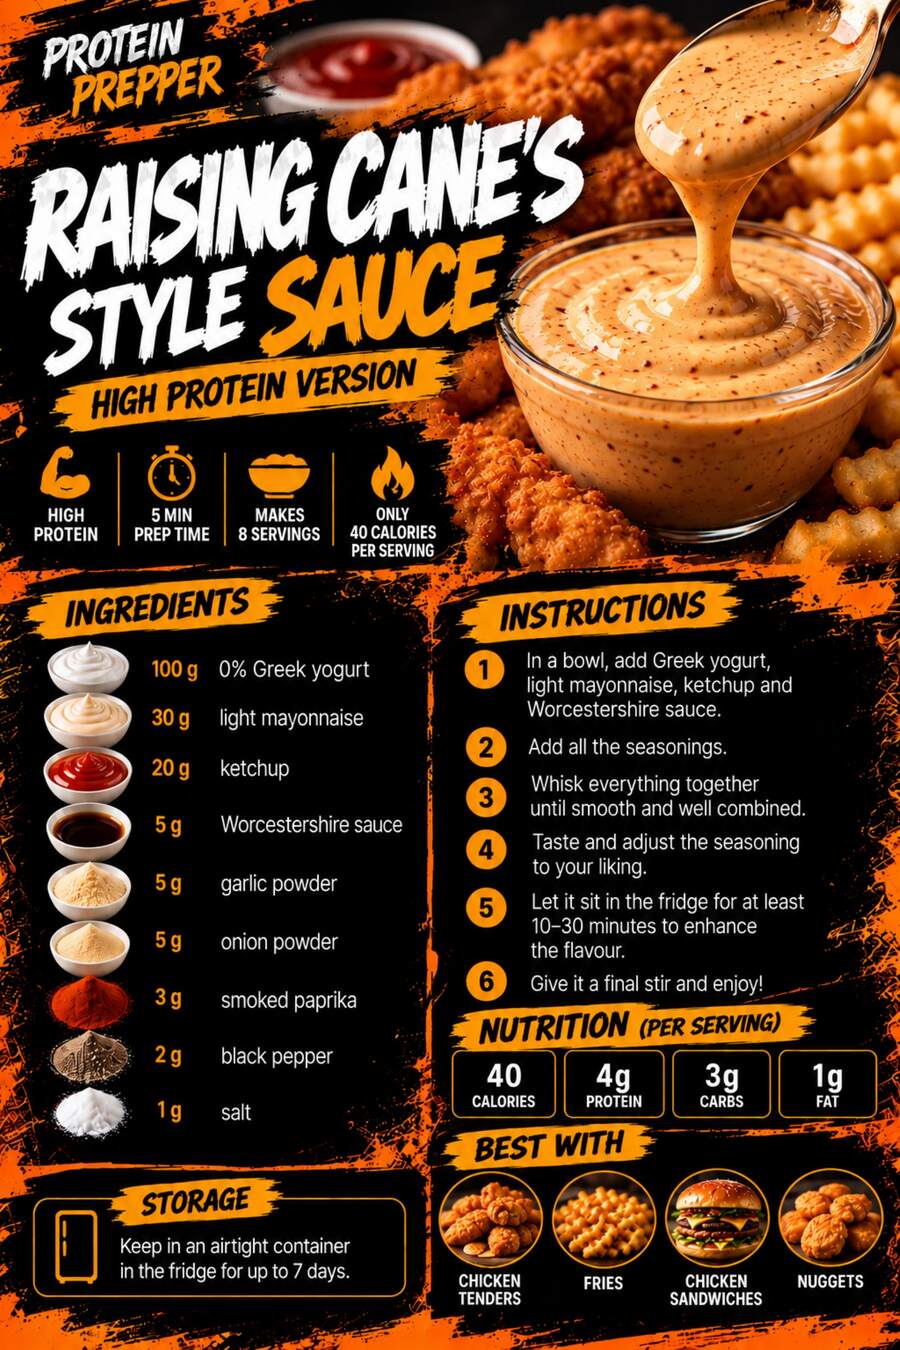 PROTEIN
PREPPER
RAISING CANE'S
STYLE SAUCE
HIGH PROTEIN VERSION
HIGH
PROTEIN
5 MIN
PREP TIME
MAKES
8 SERVINGS
ONLY
40 CALORIES
PER SERVING
INGREDIENTS
100 g 0% Greek yogurt
30 g light mayonnaise
20 g ketchup
5 g Worcestershire sauce
5 g garlic powder
5 g onion powder
3 g smoked paprika
2 g black pepper
1 g salt
STORAGE
Keep in an airtight container
in the fridge for up to 7 days.
INSTRUCTIONS
1 In a bowl, add Greek yogurt,
light mayonnaise, ketchup and
Worcestershire sauce.
2 Add all the seasonings.
3 Whisk everything together
until smooth and well combined.
4 Taste and adjust the seasoning
to your liking.
5 Let it sit in the fridge for at least
10–30 minutes to enhance
the flavour.
6 Give it a final stir and enjoy!
NUTRITION (PER SERVING)
40
CALORIES
4g
PROTEIN
3g
CARBS
1g
FAT
BEST WITH
CHICKEN
TENDERS
FRIES
CHICKEN
SANDWICHES
NUGGETS